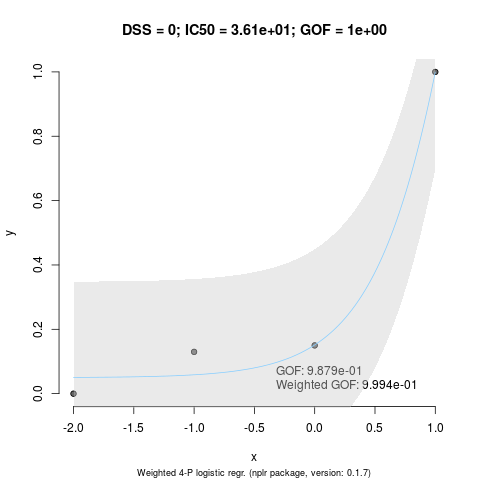 DSS = 0; IC50 = 3.61e+01; GOF = 1e+00
y
1.0
0.8
0.6
0.4
0.2
0.0
GOF: 9.879e-01
Weighted GOF: 9.994e-01
-2.0 -1.5 -1.0 -0.5 0.0 0.5 1.0
x
Weighted 4-P logistic regr. (nplr package, version: 0.1.7)